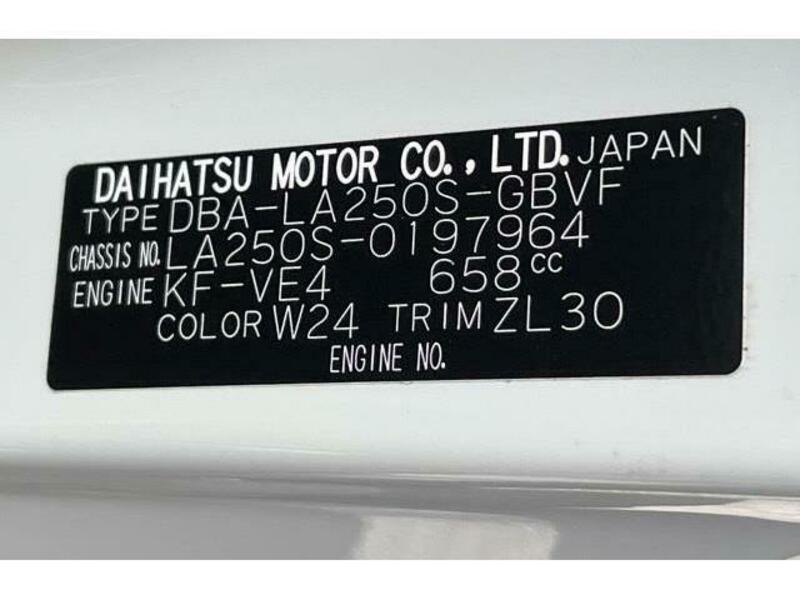 DAIHATSU MOTOR CO., LTD. JAPAN
TYPE DBA-LA250S-GBVF
CHASSIS NO. LA250S-0197964
ENGINE KF-VE4 658cc
COLOR W24 TRIM ZL30
ENGINE NO.